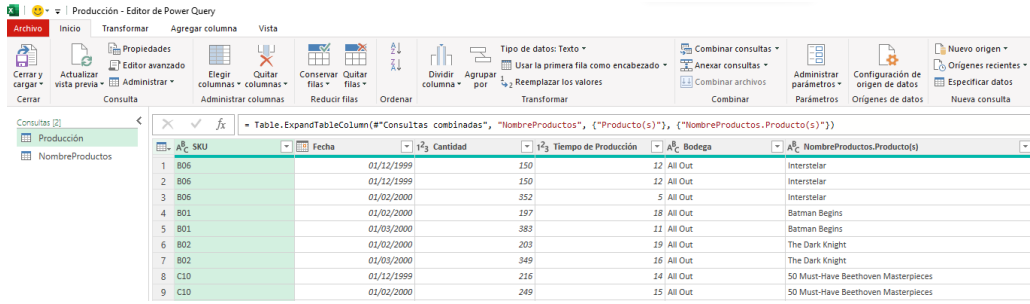 Producción - Editor de Power Query
Archivo Inicio Transformar Agregar columna Vista
Cerrar y cargar
Cerrar
Actualizar vista previa
Propiedades
Editor avanzado
Administrar
Consulta
Elegir columnas
Quitar columnas
Administrar columnas
Conservar filas
Quitar filas
Reducir filas
Ordenar
Dividir columna
Agrupar por
Tipo de datos: Texto
Usar la primera fila como encabezado
Reemplazar los valores
Transformar
Combinar consultas
Anexar consultas
Combinar archivos
Combinar
Administrar parámetros
Parámetros
Configuración de origen de datos
Orígenes de datos
Nuevo origen
Orígenes recientes
Especificar datos
Nueva consulta
Consultas [2]
Producción
NombreProductos
fx = Table.ExpandTableColumn(#"Consultas combinadas", "NombreProductos", {"Producto(s)"}, {"NombreProductos.Producto(s)"})
SKU Fecha Cantidad Tiempo de Producción Bodega NombreProductos.Producto(s)
1 B06 01/12/1999 150 12 All Out Interstelar
2 B06 01/12/1999 150 12 All Out Interstelar
3 B06 01/02/2000 352 5 All Out Interstelar
4 B01 01/02/2000 197 18 All Out Batman Begins
5 B01 01/03/2000 383 11 All Out Batman Begins
6 B02 01/02/2000 203 19 All Out The Dark Knight
7 B02 01/03/2000 349 16 All Out The Dark Knight
8 C10 01/12/1999 216 14 All Out 50 Must-Have Beethoven Masterpieces
9 C10 01/02/2000 249 15 All Out 50 Must-Have Beethoven Masterpieces